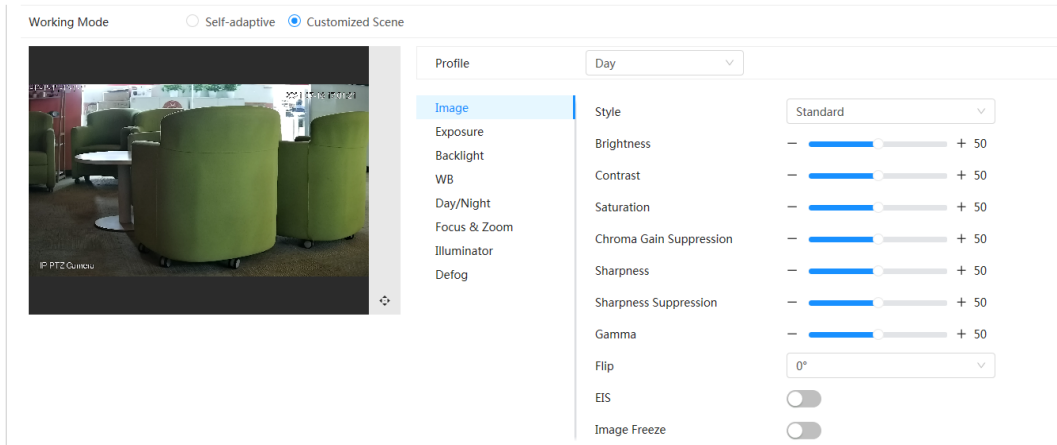 Working Mode Self-adaptive Customized Scene
Profile Day
Image
Exposure
Backlight
WB
Day/Night
Focus & Zoom
Illuminator
Defog
Style Standard
Brightness − + 50
Contrast − + 50
Saturation − + 50
Chroma Gain Suppression − + 50
Sharpness − + 50
Sharpness Suppression − + 50
Gamma − + 50
Flip 0°
EIS
Image Freeze
IP PTZ Camera